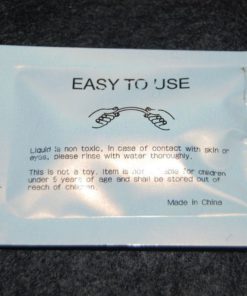 EASY TO USE
Liquid is non toxic, in case of contact with skin or
eyes, please rinse with water thoroughly.
This is not a toy. Item is not suitable for children
under 5 years of age and shall be stored out of
reach of children.
Made in China